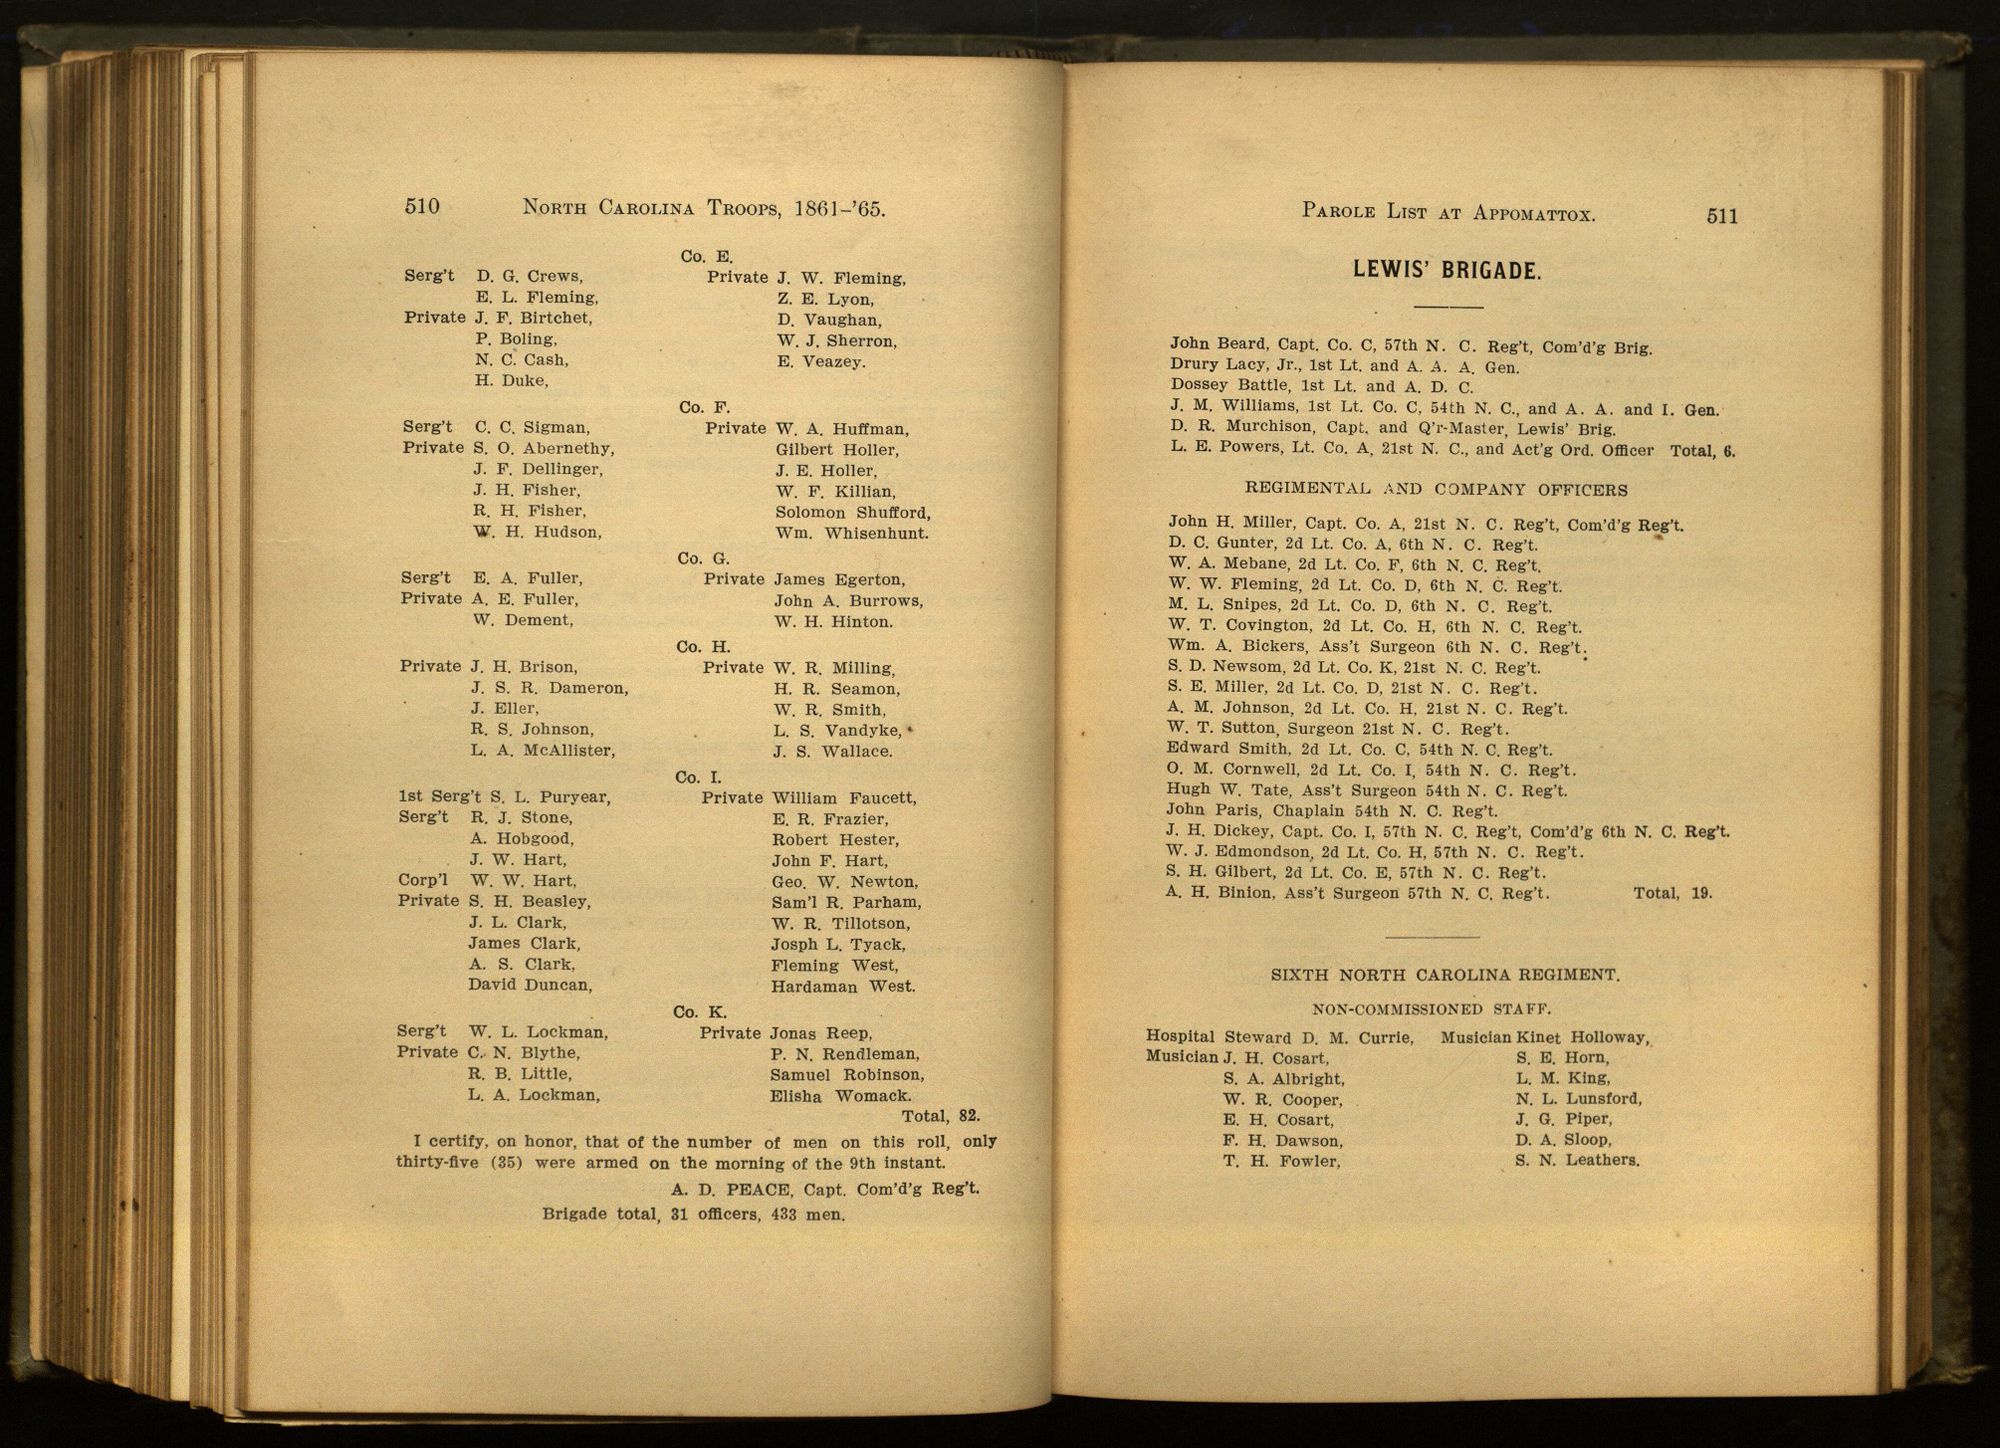 510 NORTH CAROLINA TROOPS, 1861-'65.
Co. E.
Serg't D. G. Crews,
E. L. Fleming,
Private J. F. Birtchet,
P. Boling,
N. C. Cash,
H. Duke,
Private J. W. Fleming,
Z. E. Lyon,
D. Vaughan,
W. J. Sherron,
E. Veazey.
Co. F.
Serg't C. C. Sigman,
Private S. O. Abernethy,
J. F. Dellinger,
J. H. Fisher,
R. H. Fisher,
W. H. Hudson,
Private W. A. Huffman,
Gilbert Holler,
J. E. Holler,
W. F. Killian,
Solomon Shufford,
Wm. Whisenhunt.
Co. G.
Serg't E. A. Fuller,
Private A. E. Fuller,
W. Dement,
Private James Egerton,
John A. Burrows,
W. H. Hinton.
Co. H.
Private J. H. Brison,
J. S. R. Dameron,
J. Eller,
R. S. Johnson,
L. A. McAllister,
Private W. R. Milling,
H. R. Seamon,
W. R. Smith,
L. S. Vandyke,
J. S. Wallace.
Co. I.
1st Serg't S. L. Puryear,
Serg't R. J. Stone,
A. Hobgood,
J. W. Hart,
Corp'l W. W. Hart,
Private S. H. Beasley,
J. L. Clark,
James Clark,
A. S. Clark,
David Duncan,
Private William Faucett,
E. R. Frazier,
Robert Hester,
John F. Hart,
Geo. W. Newton,
Sam'l R. Parham,
W. R. Tillotson,
Josph L. Tyack,
Fleming West,
Hardaman West.
Co. K.
Serg't W. L. Lockman,
Private C. N. Blythe,
R. B. Little,
L. A. Lockman,
Private Jonas Reep,
P. N. Rendleman,
Samuel Robinson,
Elisha Womack.
Total, 82.
I certify, on honor, that of the number of men on this roll, only
thirty-five (35) were armed on the morning of the 9th instant.
A. D. PEACE, Capt. Com'd'g Reg't.
Brigade total, 31 officers, 433 men.
PAROLE LIST AT APPOMATTOX. 511
LEWIS' BRIGADE.
John Beard, Capt. Co. C, 57th N. C. Reg't, Com'd'g Brig.
Drury Lacy, Jr., 1st Lt. and A. A. A. Gen.
Dossey Battle, 1st Lt. and A. D. C.
J. M. Williams, 1st Lt. Co. C, 54th N. C., and A. A. and I. Gen.
D. R. Murchison, Capt. and Q'r-Master, Lewis' Brig.
L. E. Powers, Lt. Co. A, 21st N. C., and Act'g Ord. Officer Total, 6.
REGIMENTAL AND COMPANY OFFICERS
John H. Miller, Capt. Co. A, 21st N. C. Reg't, Com'd'g Reg't.
D. C. Gunter, 2d Lt. Co. A, 6th N. C. Reg't.
W. A. Mebane, 2d Lt. Co. F, 6th N. C. Reg't.
W. W. Fleming, 2d Lt. Co. D, 6th N. C. Reg't.
M. L. Snipes, 2d Lt. Co. D, 6th N. C. Reg't.
W. T. Covington, 2d Lt. Co. H, 6th N. C. Reg't.
Wm. A. Bickers, Ass't Surgeon 6th N. C. Reg't.
S. D. Newsom, 2d Lt. Co. K, 21st N. C. Reg't.
S. E. Miller, 2d Lt. Co. D, 21st N. C. Reg't.
A. M. Johnson, 2d Lt. Co. H, 21st N. C. Reg't.
W. T. Sutton, Surgeon 21st N. C. Reg't.
Edward Smith, 2d Lt. Co. C, 54th N. C. Reg't.
O. M. Cornwell, 2d Lt. Co. I, 54th N. C. Reg't.
Hugh W. Tate, Ass't Surgeon 54th N. C. Reg't.
John Paris, Chaplain 54th N. C. Reg't.
J. H. Dickey, Capt. Co. I, 57th N. C. Reg't, Com'd'g 6th N. C. Reg't.
W. J. Edmondson, 2d Lt. Co. H, 57th N. C. Reg't.
S. H. Gilbert, 2d Lt. Co. E, 57th N. C. Reg't.
A. H. Binion, Ass't Surgeon 57th N. C. Reg't. Total, 19.
SIXTH NORTH CAROLINA REGIMENT.
NON-COMMISSIONED STAFF.
Hospital Steward D. M. Currie,
Musician J. H. Cosart,
S. A. Albright,
W. R. Cooper,
E. H. Cosart,
F. H. Dawson,
T. H. Fowler,
Musician Kinet Holloway,
S. E. Horn,
L. M. King,
N. L. Lunsford,
J. G. Piper,
D. A. Sloop,
S. N. Leathers.